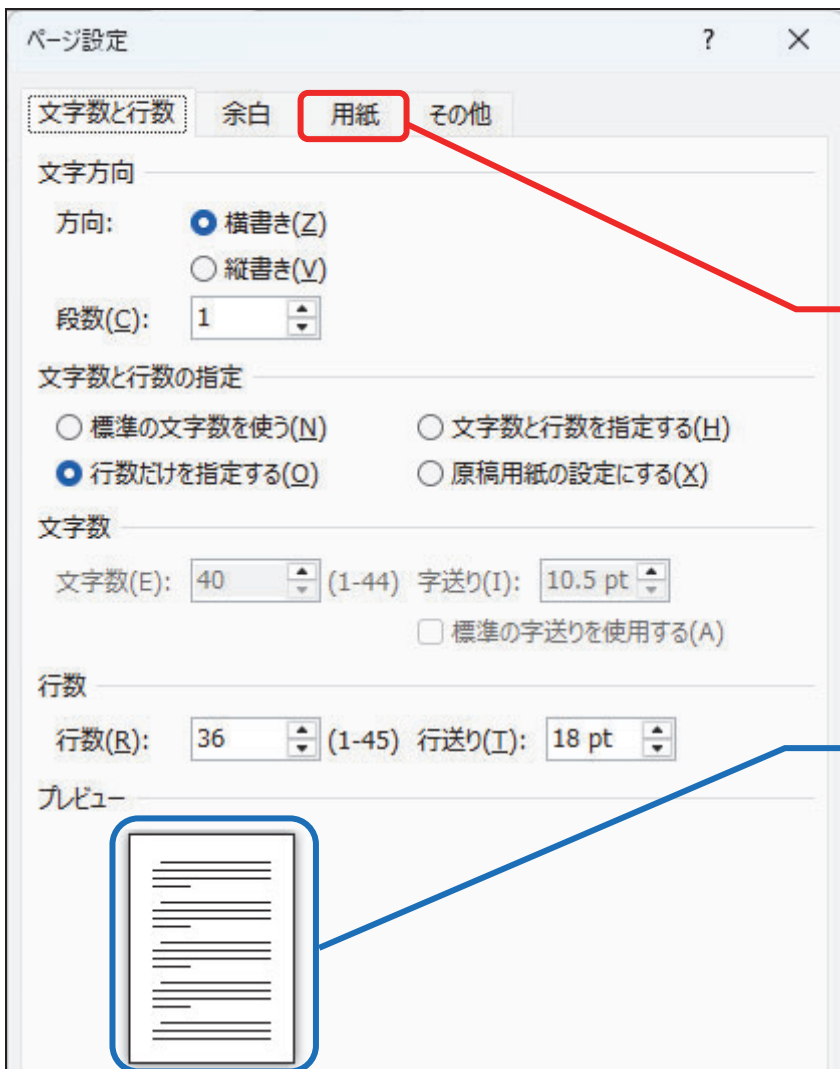 ページ設定 ? ×
文字数と行数 余白 用紙 その他
文字方向
方向: 横書き(Z)
縦書き(V)
段数(C): 1
文字数と行数の指定
標準の文字数を使う(N) 文字数と行数を指定する(H)
行数だけを指定する(O) 原稿用紙の設定にする(X)
文字数
文字数(E): 40 (1-44) 字送り(I): 10.5 pt
標準の字送りを使用する(A)
行数
行数(R): 36 (1-45) 行送り(T): 18 pt
プレビュー